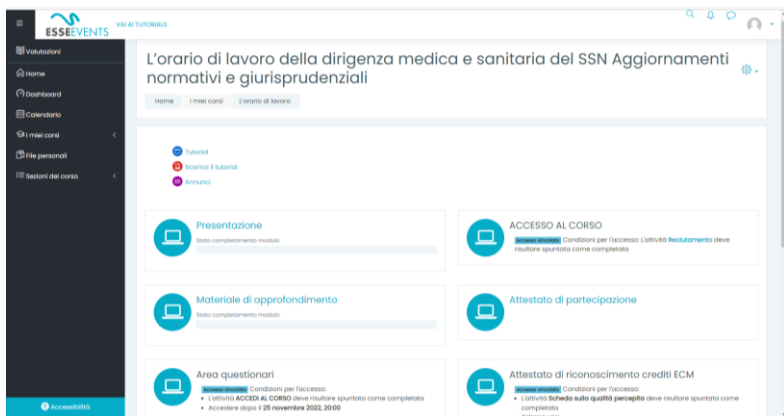 ESSEEVENTS
VAI AI TUTORIALS
Valutazioni
Home
Dashboard
Calendario
I miei corsi
File personali
Sezioni del corso
Accessibilità
L'orario di lavoro della dirigenza medica e sanitaria del SSN Aggiornamenti
normativi e giurisprudenziali
Home I miei corsi L'orario di lavoro
Tutorial
Scarica il tutorial
Annunci
Presentazione
Stato completamento modulo
ACCESSO AL CORSO
Accesso vincolato Condizioni per l'accesso: L'attività Reclutamento deve
risultare spuntata come completata
Materiale di approfondimento
Stato completamento modulo
Attestato di partecipazione
Area questionari
Accesso vincolato Condizioni per l'accesso:
• L'attività ACCEDI AL CORSO deve risultare spuntata come completata
• Accedere dopo il 25 novembre 2022, 20:00
Attestato di riconoscimento crediti ECM
Accesso vincolato Condizioni per l'accesso:
• L'attività Scheda sulla qualità percepita deve risultare spuntata come
completata